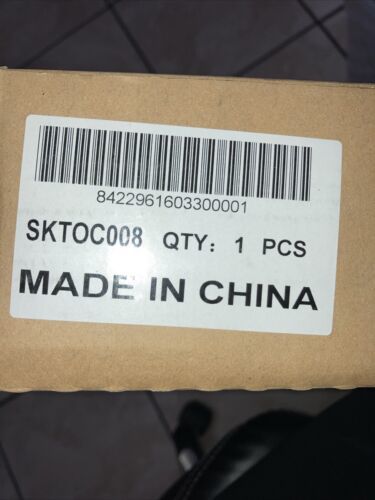 8422961603300001
SKTOC008 QTY: 1 PCS
MADE IN CHINA